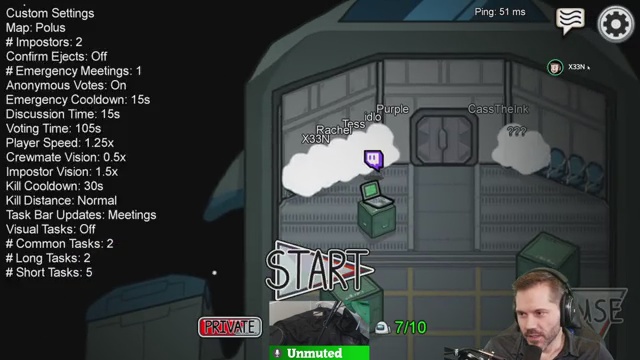 Custom Settings
Map: Polus
# Impostors: 2
Confirm Ejects: Off
# Emergency Meetings: 1
Anonymous Votes: On
Emergency Cooldown: 15s
Discussion Time: 15s
Voting Time: 105s
Player Speed: 1.25x
Crewmate Vision: 0.5x
Impostor Vision: 1.5x
Kill Cooldown: 30s
Kill Distance: Normal
Task Bar Updates: Meetings
Visual Tasks: Off
# Common Tasks: 2
# Long Tasks: 2
# Short Tasks: 5
Ping: 51 ms
X33N
Purple
idlo
Tess
Rachel
X33N
CassTheInk
???
START
PRIVATE
7/10
Unmuted